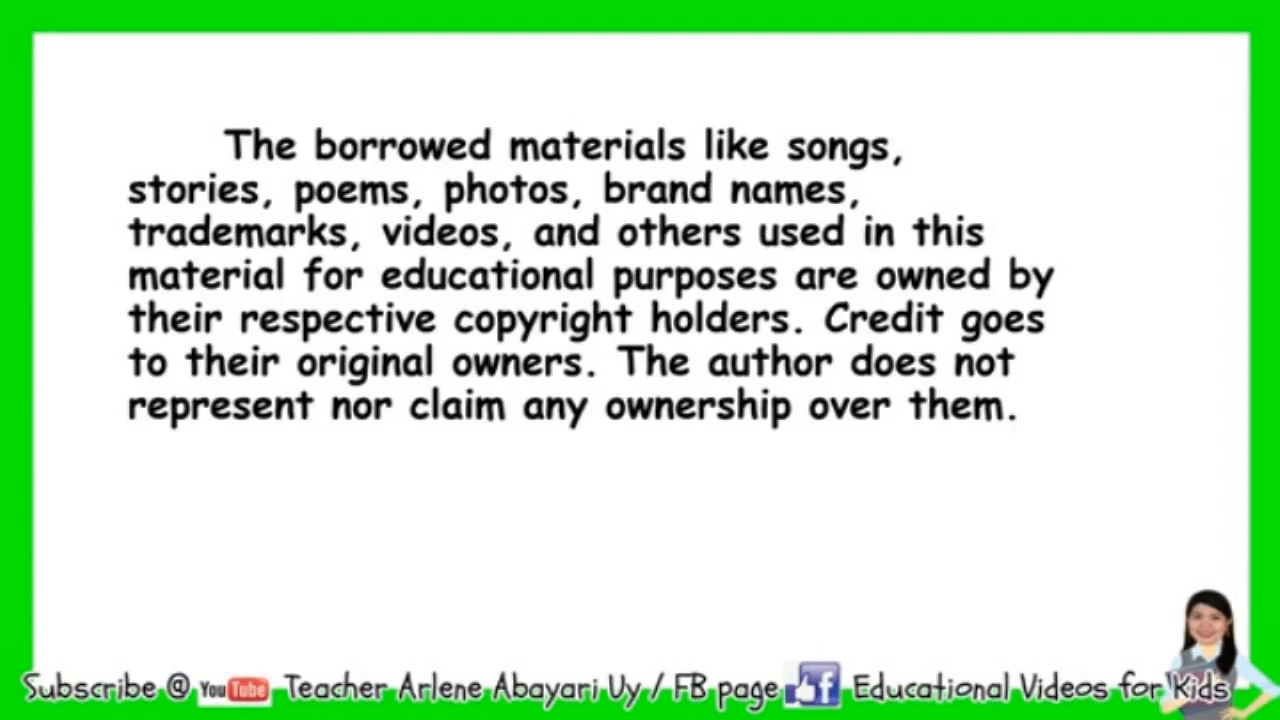 The borrowed materials like songs,
stories, poems, photos, brand names,
trademarks, videos, and others used in this
material for educational purposes are owned by
their respective copyright holders. Credit goes
to their original owners. The author does not
represent nor claim any ownership over them.
Subscribe @ YouTube Teacher Arlene Abayari Uy / FB page f Educational Videos for Kids